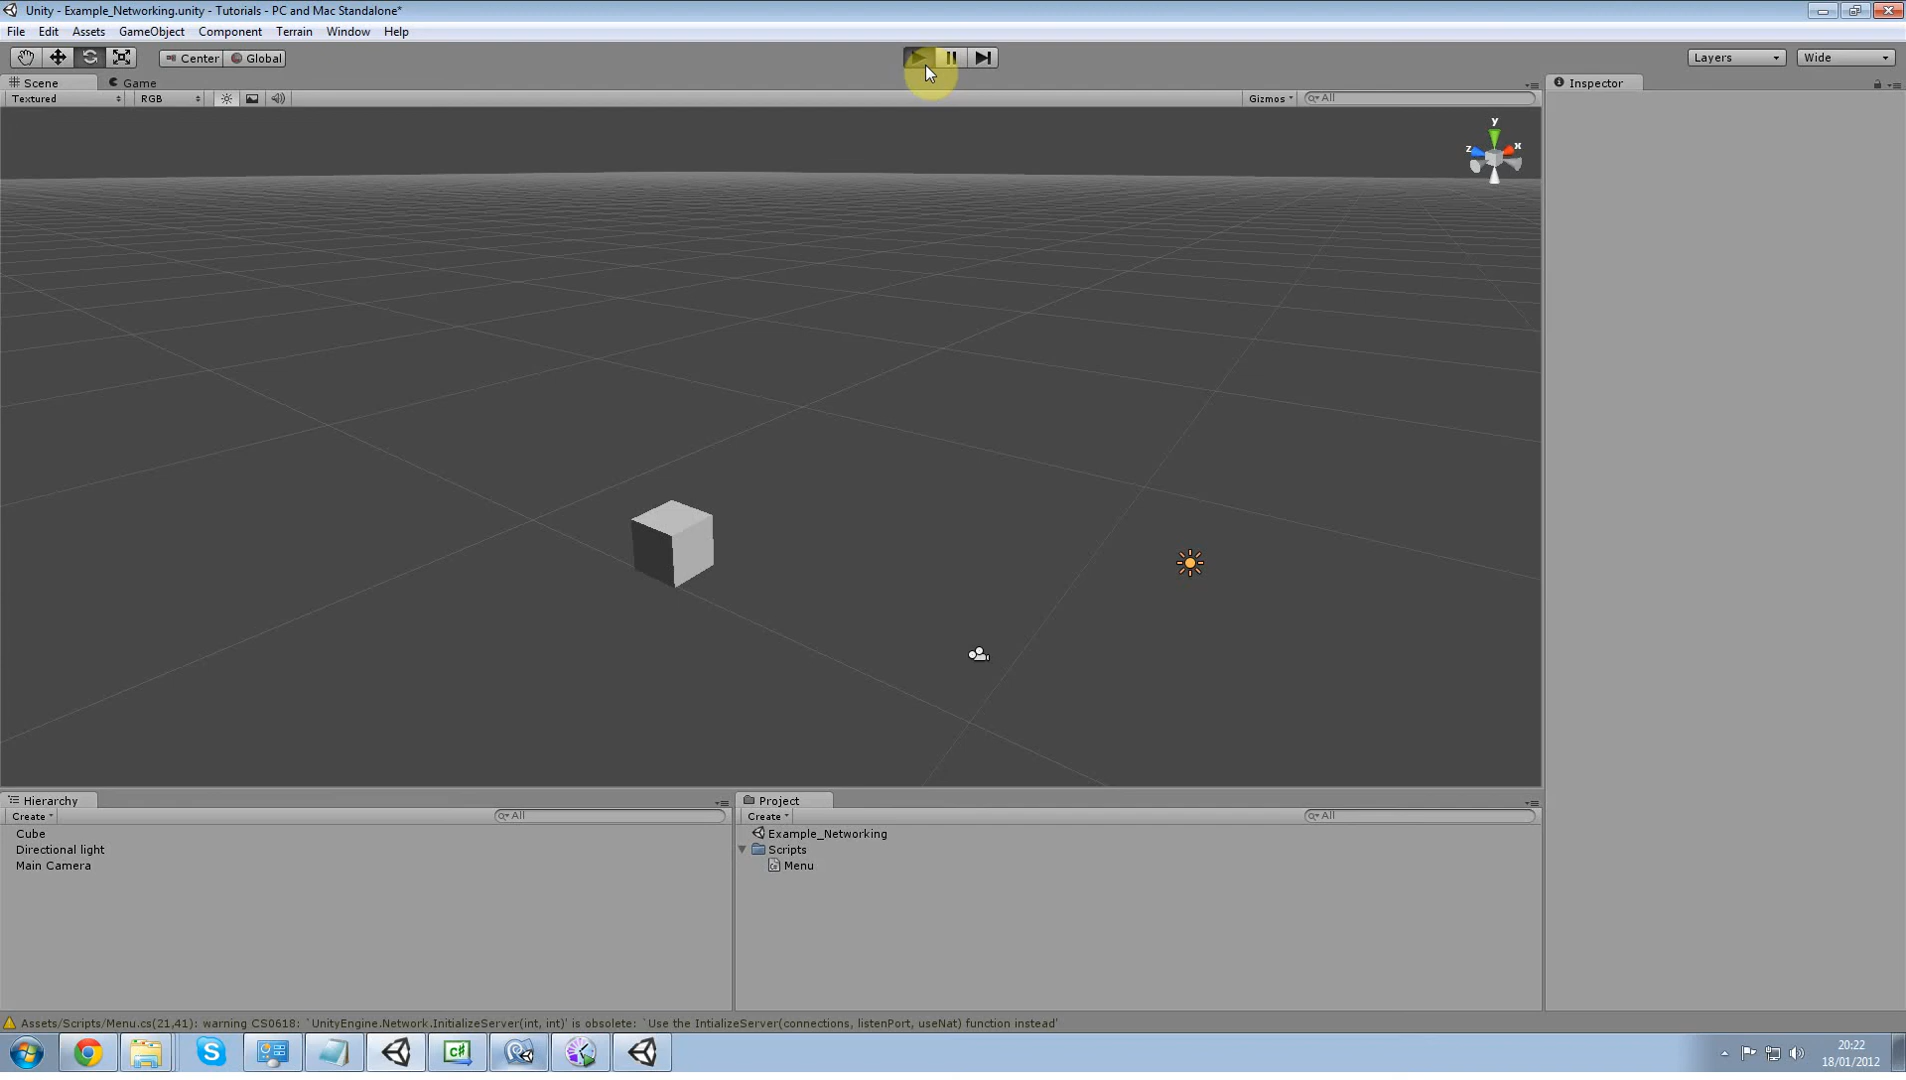 Unity - Example_Networking.unity - Tutorials - PC and Mac Standalone*
File Edit Assets GameObject Component Terrain Window Help
Center Global Layers Wide
Scene Game Inspector
Textured RGB Gizmos All
y
z x
Hierarchy Project
Create All Create All
Cube Example_Networking
Directional light Scripts
Main Camera Menu
Assets/Scripts/Menu.cs(21,41): warning CS0618: `UnityEngine.Network.InitializeServer(int, int)' is obsolete: `Use the IntializeServer(connections, listenPort, useNat) function instead'
C#
20:22
18/01/2012